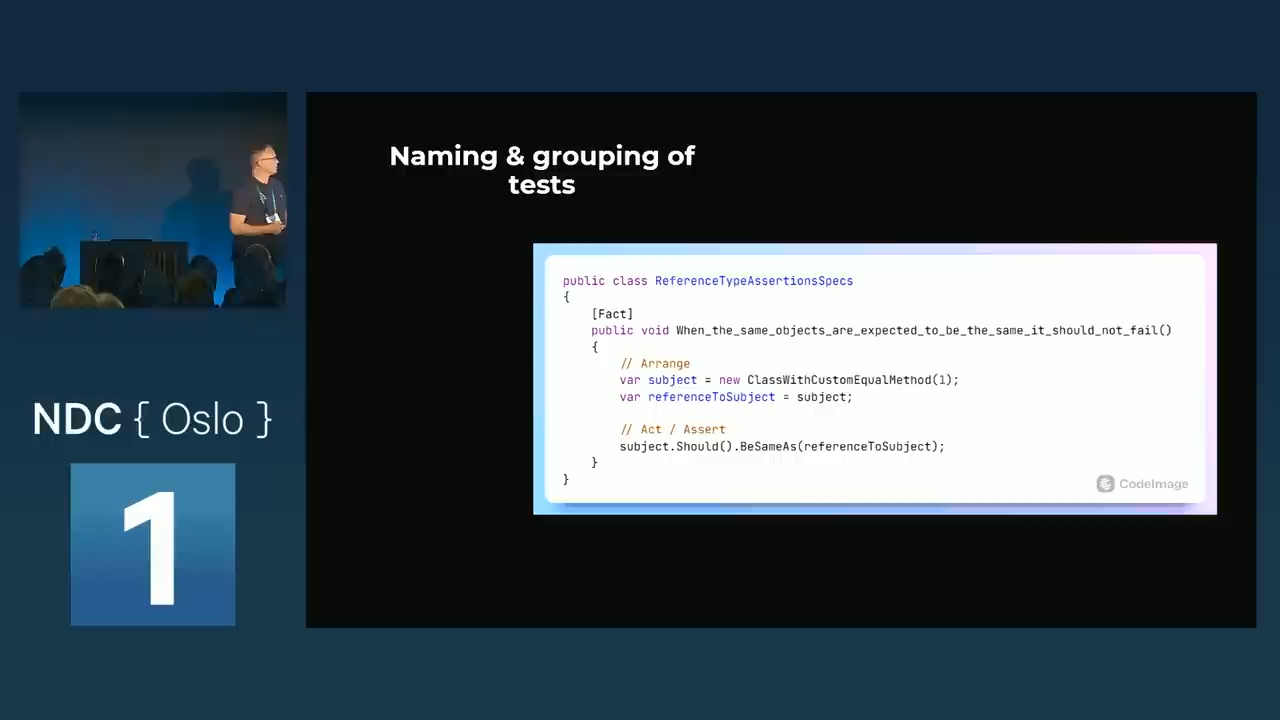 Naming & grouping of
tests
public class ReferenceTypeAssertionsSpecs
{
[Fact]
public void When_the_same_objects_are_expected_to_be_the_same_it_should_not_fail()
{
// Arrange
var subject = new ClassWithCustomEqualMethod(1);
var referenceToSubject = subject;
// Act / Assert
subject.Should().BeSameAs(referenceToSubject);
}
}
CodeImage
NDC { Oslo }
1